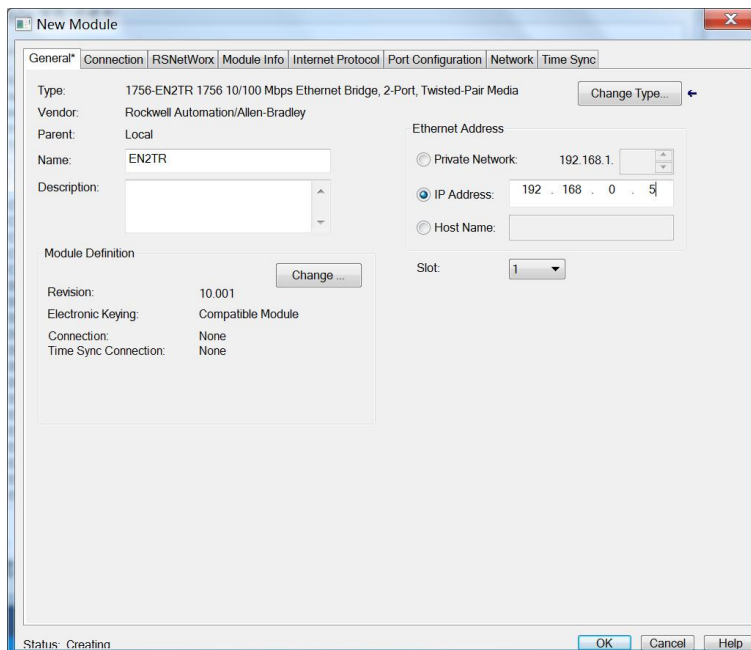 New Module
General* Connection RSNetWorx Module Info Internet Protocol Port Configuration Network Time Sync
Type: 1756-EN2TR 1756 10/100 Mbps Ethernet Bridge, 2-Port, Twisted-Pair Media
Change Type...
Vendor: Rockwell Automation/Allen-Bradley
Parent: Local
Name: EN2TR
Description:
Ethernet Address
Private Network: 192.168.1.
IP Address: 192 . 168 . 0 . 5
Host Name:
Slot: 1
Module Definition
Change ...
Revision: 10.001
Electronic Keying: Compatible Module
Connection: None
Time Sync Connection: None
Status: Creating
OK Cancel Help